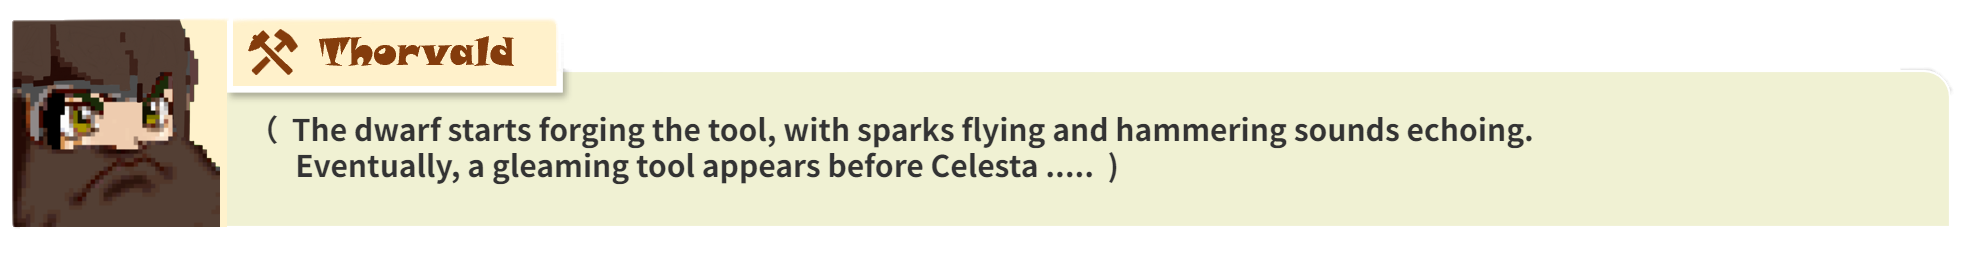 Thorvald
( The dwarf starts forging the tool, with sparks flying and hammering sounds echoing.
Eventually, a gleaming tool appears before Celesta ..... )